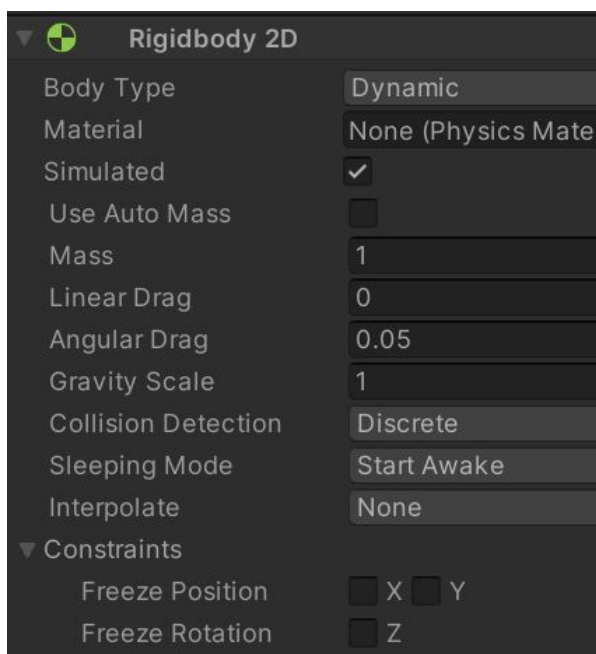 Rigidbody 2D
Body Type Dynamic
Material None (Physics Mate
Simulated
Use Auto Mass
Mass 1
Linear Drag 0
Angular Drag 0.05
Gravity Scale 1
Collision Detection Discrete
Sleeping Mode Start Awake
Interpolate None
Constraints
Freeze Position X Y
Freeze Rotation Z